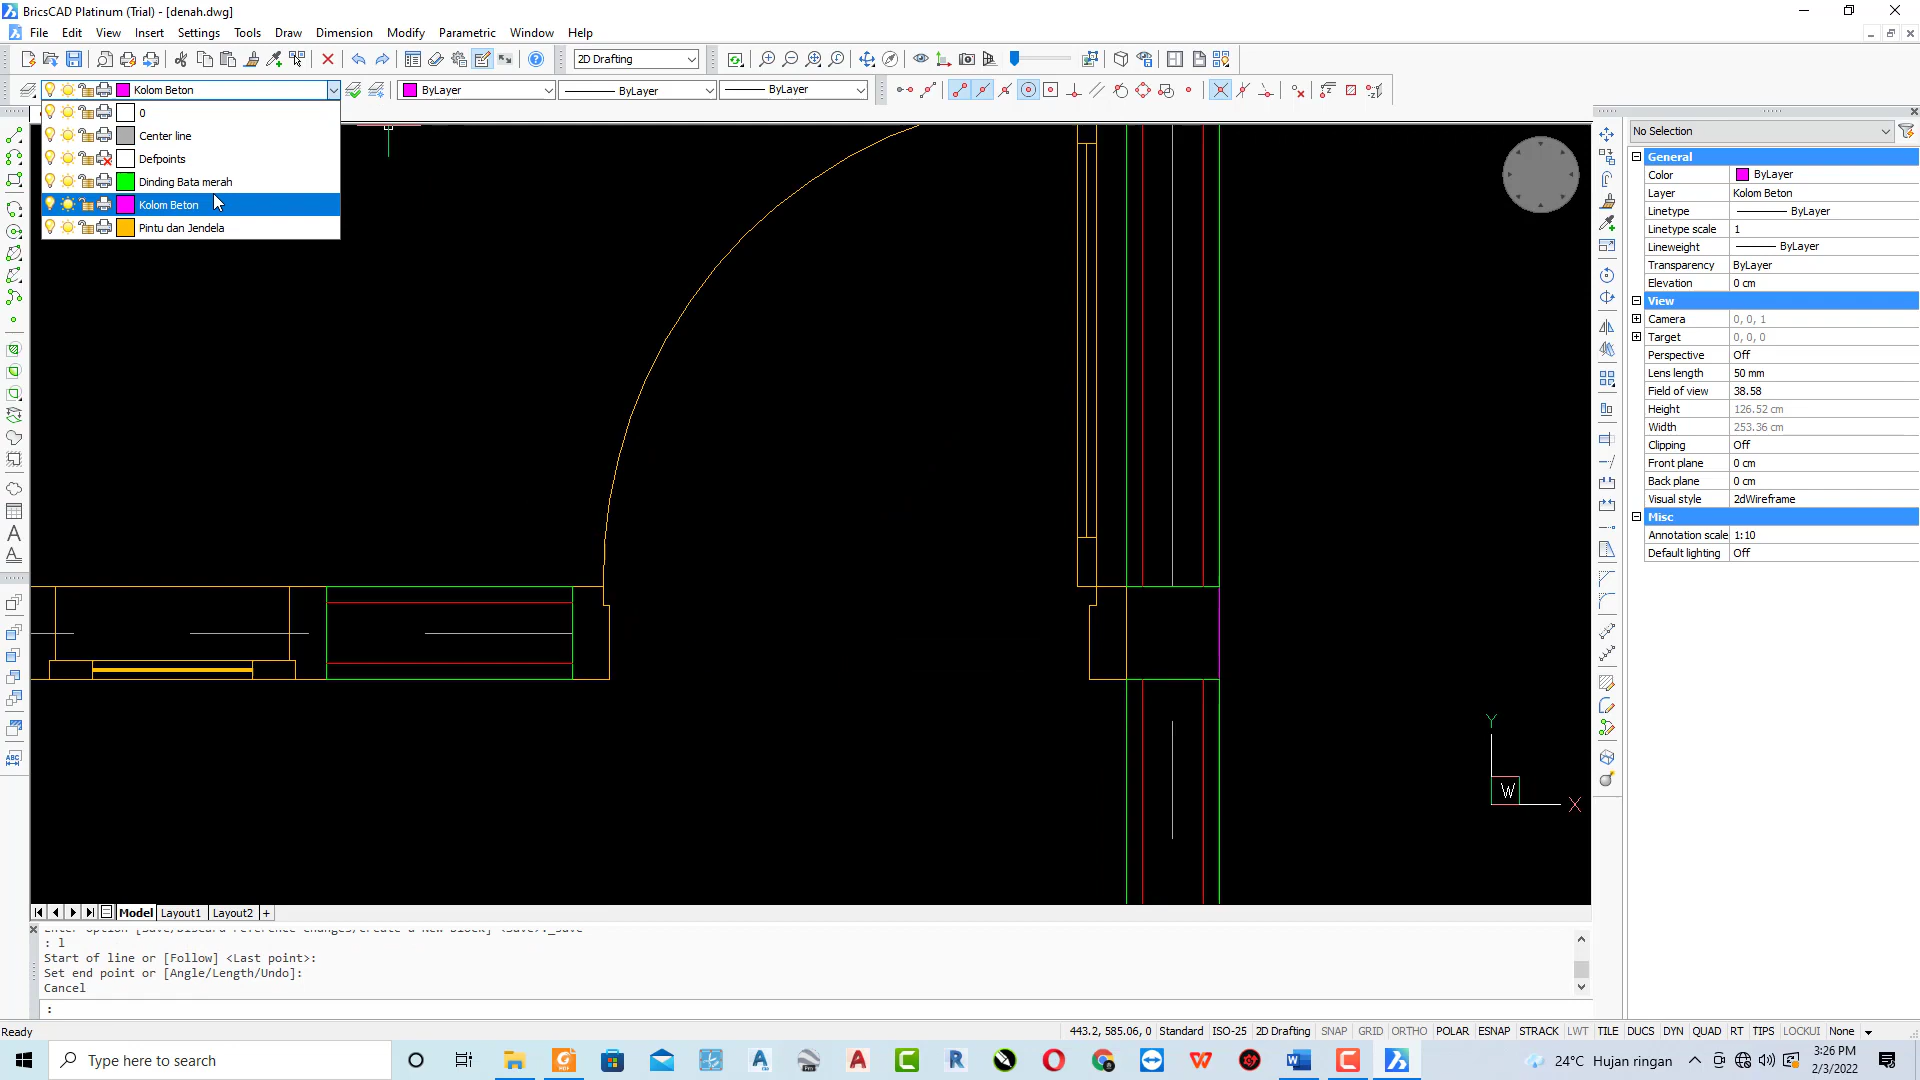 BricsCAD Platinum (Trial) - [denah.dwg]
File Edit View Insert Settings Tools Draw Dimension Modify Parametric Window Help
2D Drafting
Kolom Beton
ByLayer
ByLayer
ByLayer
0
Center line
Defpoints
Dinding Bata merah
Kolom Beton
Pintu dan Jendela
No Selection
General
Color ByLayer
Layer Kolom Beton
Linetype ByLayer
Linetype scale 1
Lineweight ByLayer
Transparency ByLayer
Elevation 0 cm
View
Camera 0, 0, 1
Target 0, 0, 0
Perspective Off
Lens length 50 mm
Field of view 38.58
Height 126.52 cm
Width 253.36 cm
Clipping Off
Front plane 0 cm
Back plane 0 cm
Visual style 2dWireframe
Misc
Annotation scale 1:10
Default lighting Off
Y
W
X
Model Layout1 Layout2 +
: l
Start of line or [Follow] <Last point>:
Set end point or [Angle/Length/Undo]:
Cancel
:
Ready
443.2, 585.06, 0 Standard ISO-25 2D Drafting SNAP GRID ORTHO POLAR ESNAP STRACK LWT TILE DUCS DYN QUAD RT TIPS LOCKUI None
Type here to search
24°C Hujan ringan
3:26 PM
2/3/2022